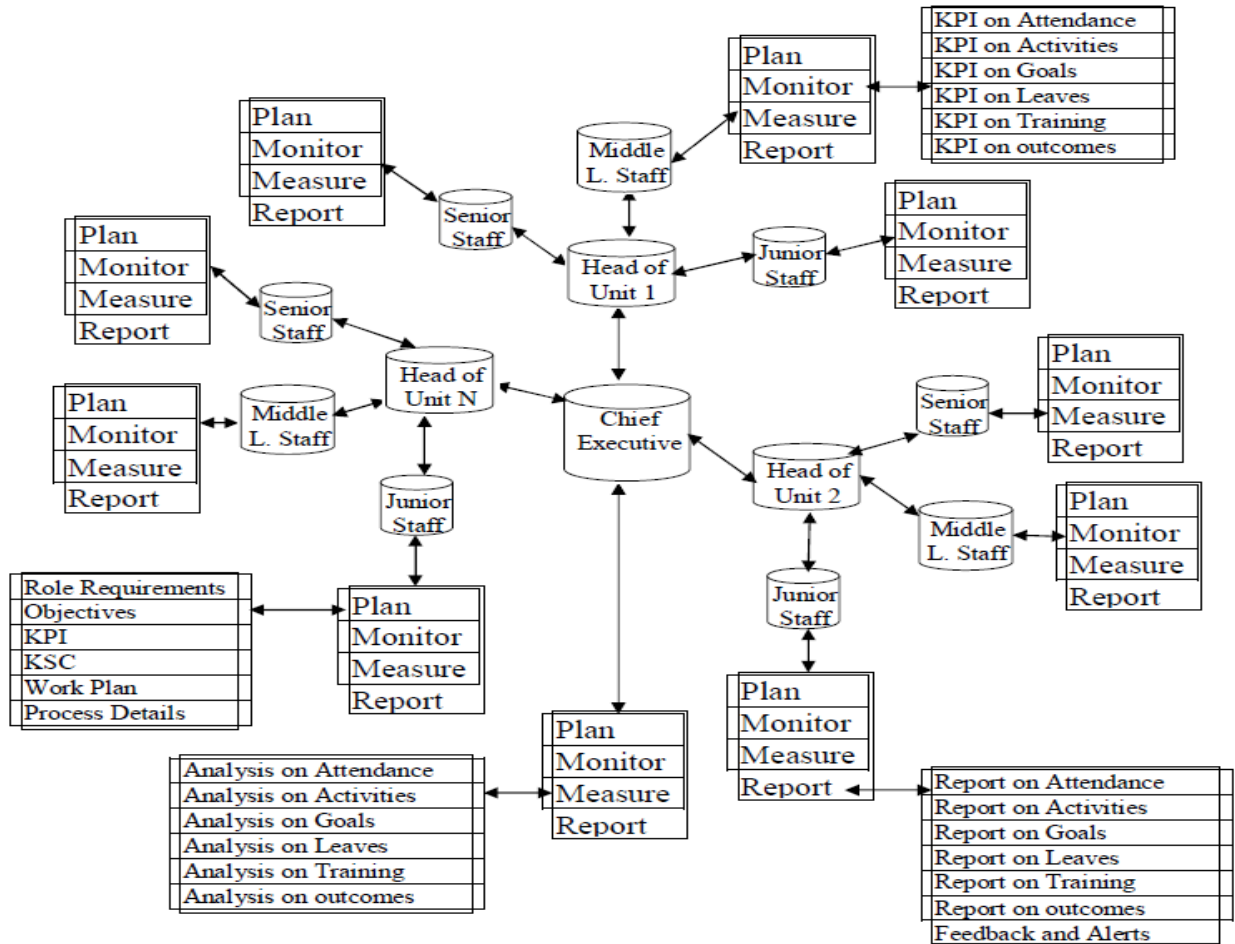 KPI on Attendance
KPI on Activities
KPI on Goals
KPI on Leaves
KPI on Training
KPI on outcomes
Plan
Monitor
Measure
Report
Middle
L. Staff
Plan
Monitor
Measure
Report
Senior
Staff
Head of
Unit 1
Junior
Staff
Plan
Monitor
Measure
Report
Plan
Monitor
Measure
Report
Senior
Staff
Head of
Unit N
Plan
Monitor
Measure
Report
Middle
L. Staff
Chief
Executive
Senior
Staff
Plan
Monitor
Measure
Report
Head of
Unit 2
Middle
L. Staff
Plan
Monitor
Measure
Report
Junior
Staff
Junior
Staff
Role Requirements
Objectives
KPI
KSC
Work Plan
Process Details
Plan
Monitor
Measure
Report
Plan
Monitor
Measure
Report
Plan
Monitor
Measure
Report
Analysis on Attendance
Analysis on Activities
Analysis on Goals
Analysis on Leaves
Analysis on Training
Analysis on outcomes
Report on Attendance
Report on Activities
Report on Goals
Report on Leaves
Report on Training
Report on outcomes
Feedback and Alerts